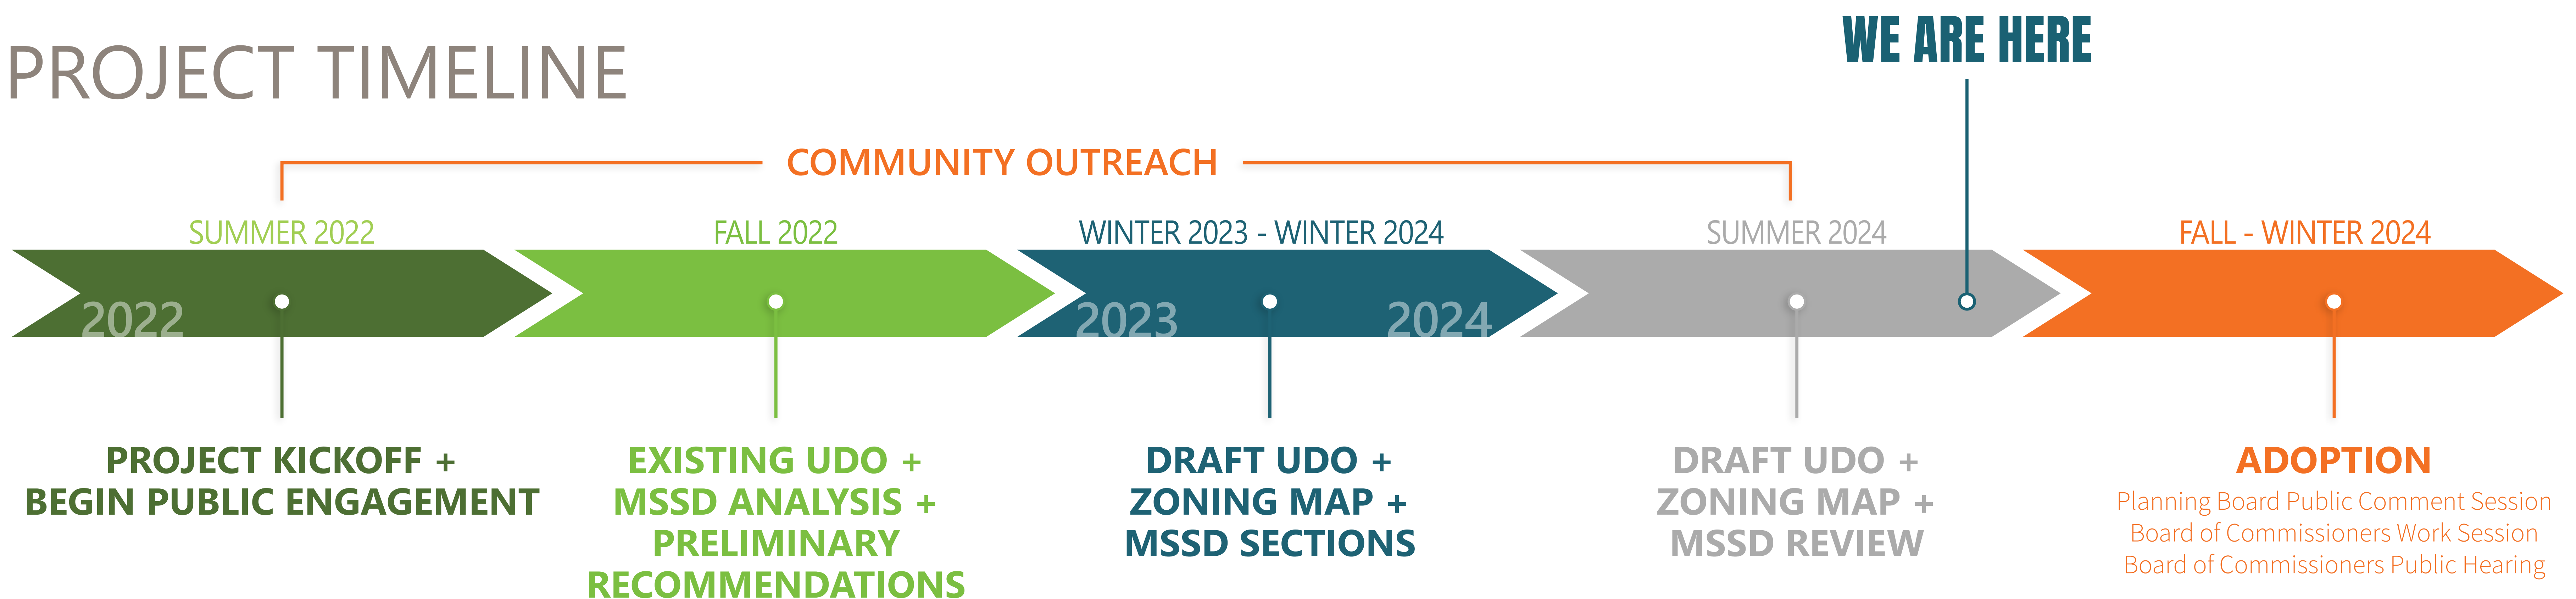 WE ARE HERE
PROJECT TIMELINE
COMMUNITY OUTREACH
SUMMER 2022
FALL 2022
WINTER 2023 - WINTER 2024
SUMMER 2024
FALL - WINTER 2024
2022
2023
2024
PROJECT KICKOFF +
BEGIN PUBLIC ENGAGEMENT
EXISTING UDO +
MSSD ANALYSIS +
PRELIMINARY
RECOMMENDATIONS
DRAFT UDO +
ZONING MAP +
MSSD SECTIONS
DRAFT UDO +
ZONING MAP +
MSSD REVIEW
ADOPTION
Planning Board Public Comment Session
Board of Commissioners Work Session
Board of Commissioners Public Hearing